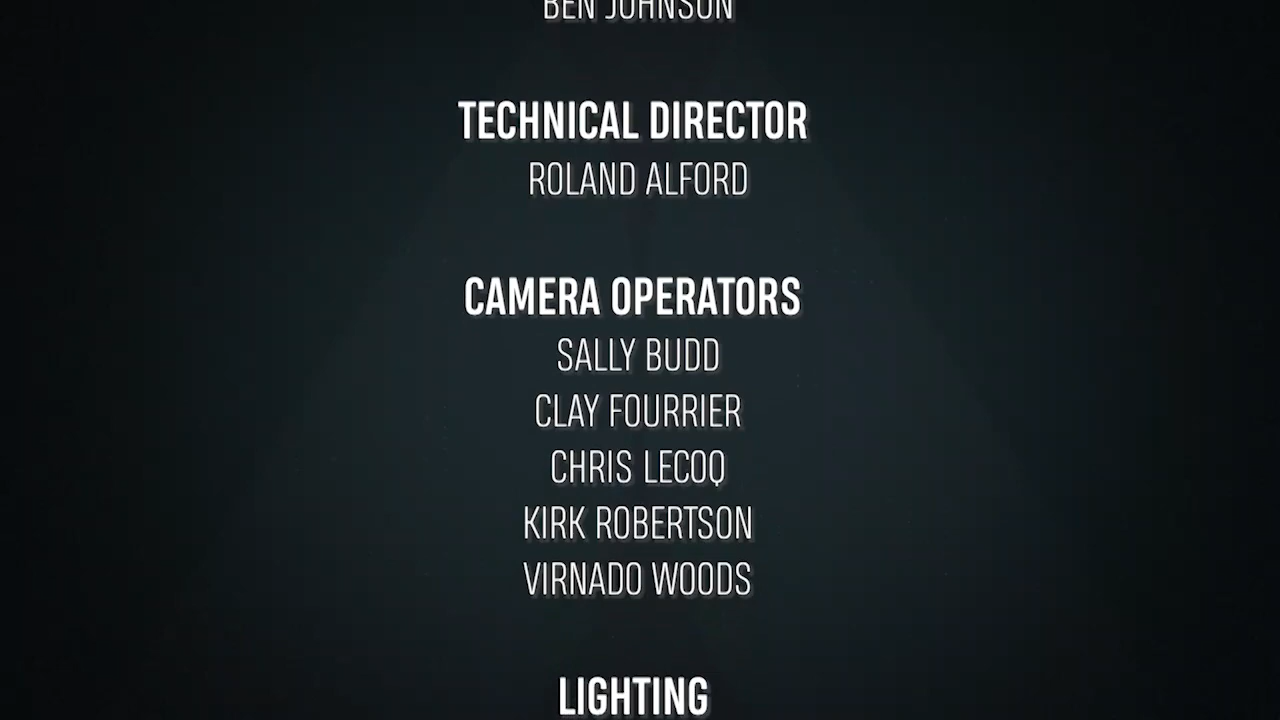 BEN JOHNSON
TECHNICAL DIRECTOR
ROLAND ALFORD
CAMERA OPERATORS
SALLY BUDD
CLAY FOURRIER
CHRIS LECOQ
KIRK ROBERTSON
VIRNADO WOODS
LIGHTING